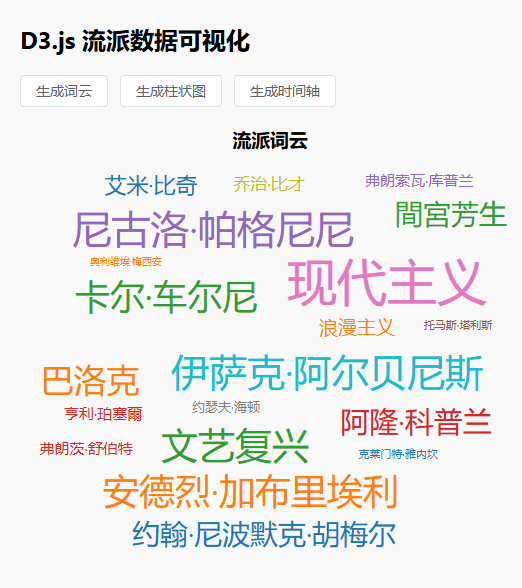 D3.js 流派数据可视化
生成词云 生成柱状图 生成时间轴
流派词云
艾米·比奇 乔治·比才 弗朗索瓦·库普兰
間宮芳生
尼古洛·帕格尼尼
奥利维埃·梅西安
现代主义
卡尔·车尔尼
浪漫主义 托马斯·塔利斯
伊萨克·阿尔贝尼斯
巴洛克
亨利·珀塞爾 约瑟夫·海顿
阿隆·科普兰
弗朗茨·舒伯特 文艺复兴 克莱门特·雅内坎
安德烈·加布里埃利
约翰·尼波默克·胡梅尔